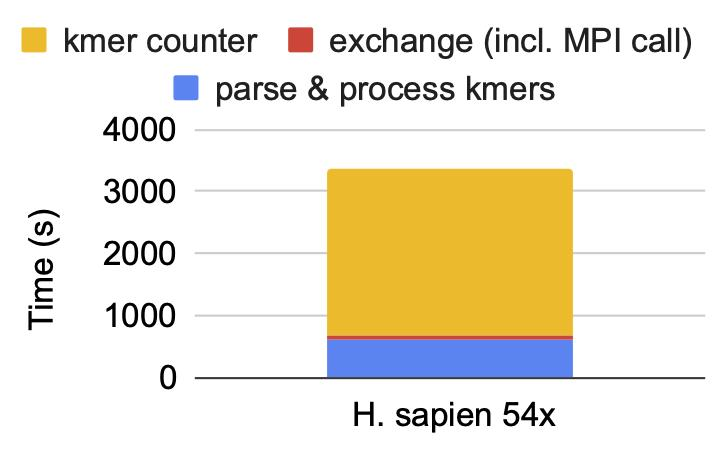 kmer counter exchange (incl. MPI call)
parse & process kmers
4000
3000
2000
1000
0
Time (s)
H. sapien 54x